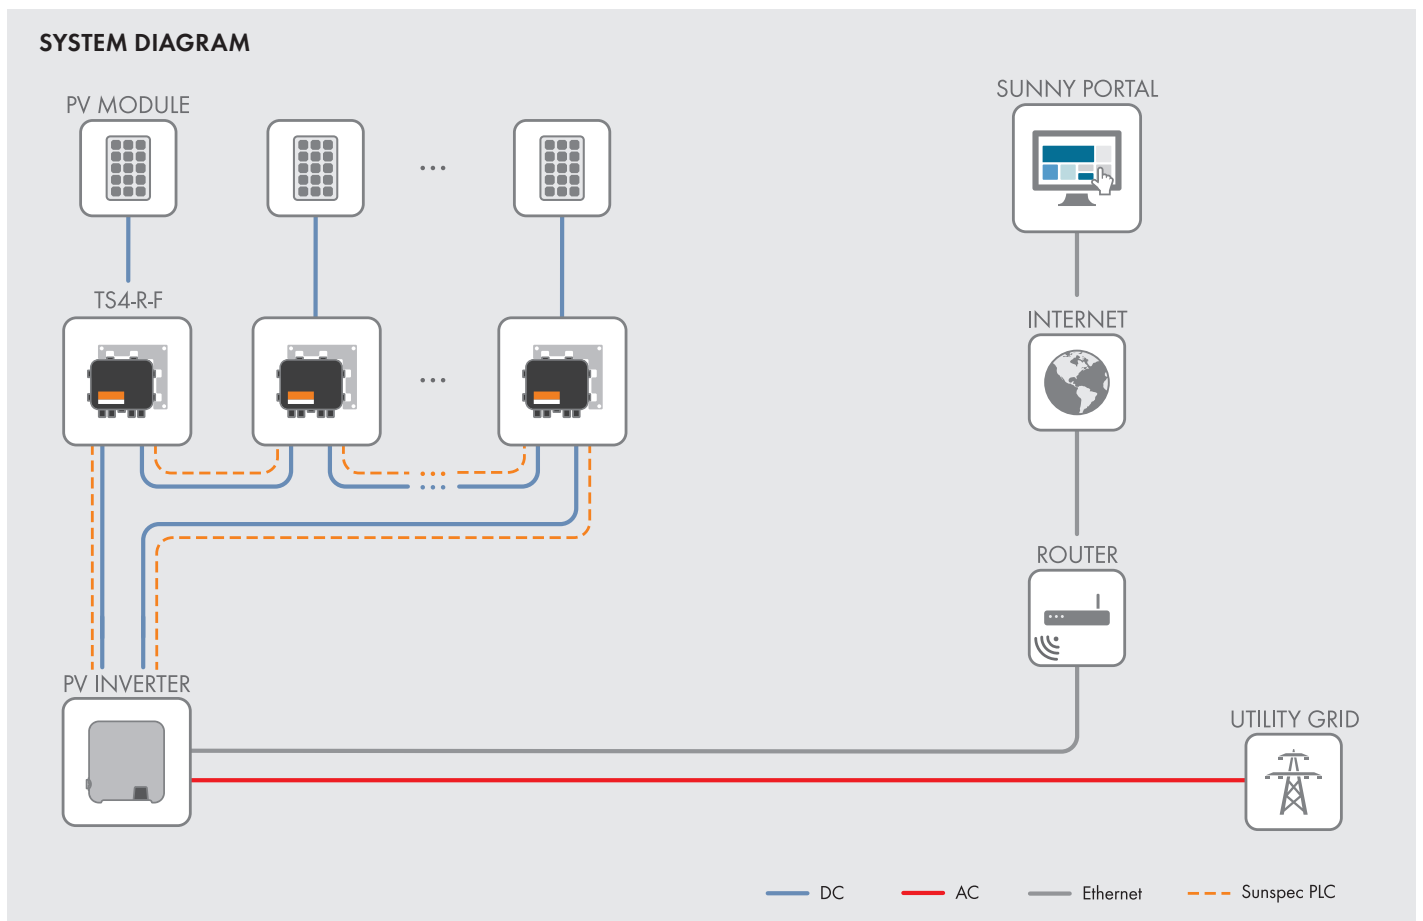 SYSTEM DIAGRAM
PV MODULE
SUNNY PORTAL
TS4-R-F
INTERNET
ROUTER
PV INVERTER
UTILITY GRID
DC
AC
Ethernet
Sunspec PLC